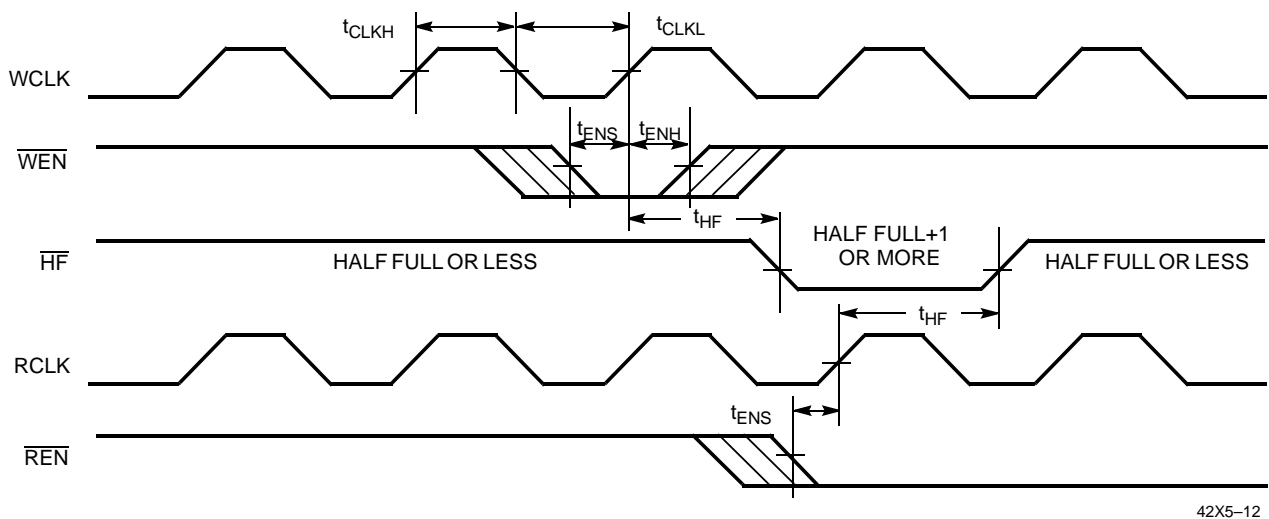 tCLKH
tCLKL
WCLK
tENS
tENH
WEN
tHF
HF
HALF FULL OR LESS
HALF FULL+1
OR MORE
HALF FULL OR LESS
tHF
RCLK
tENS
REN
42X5–12